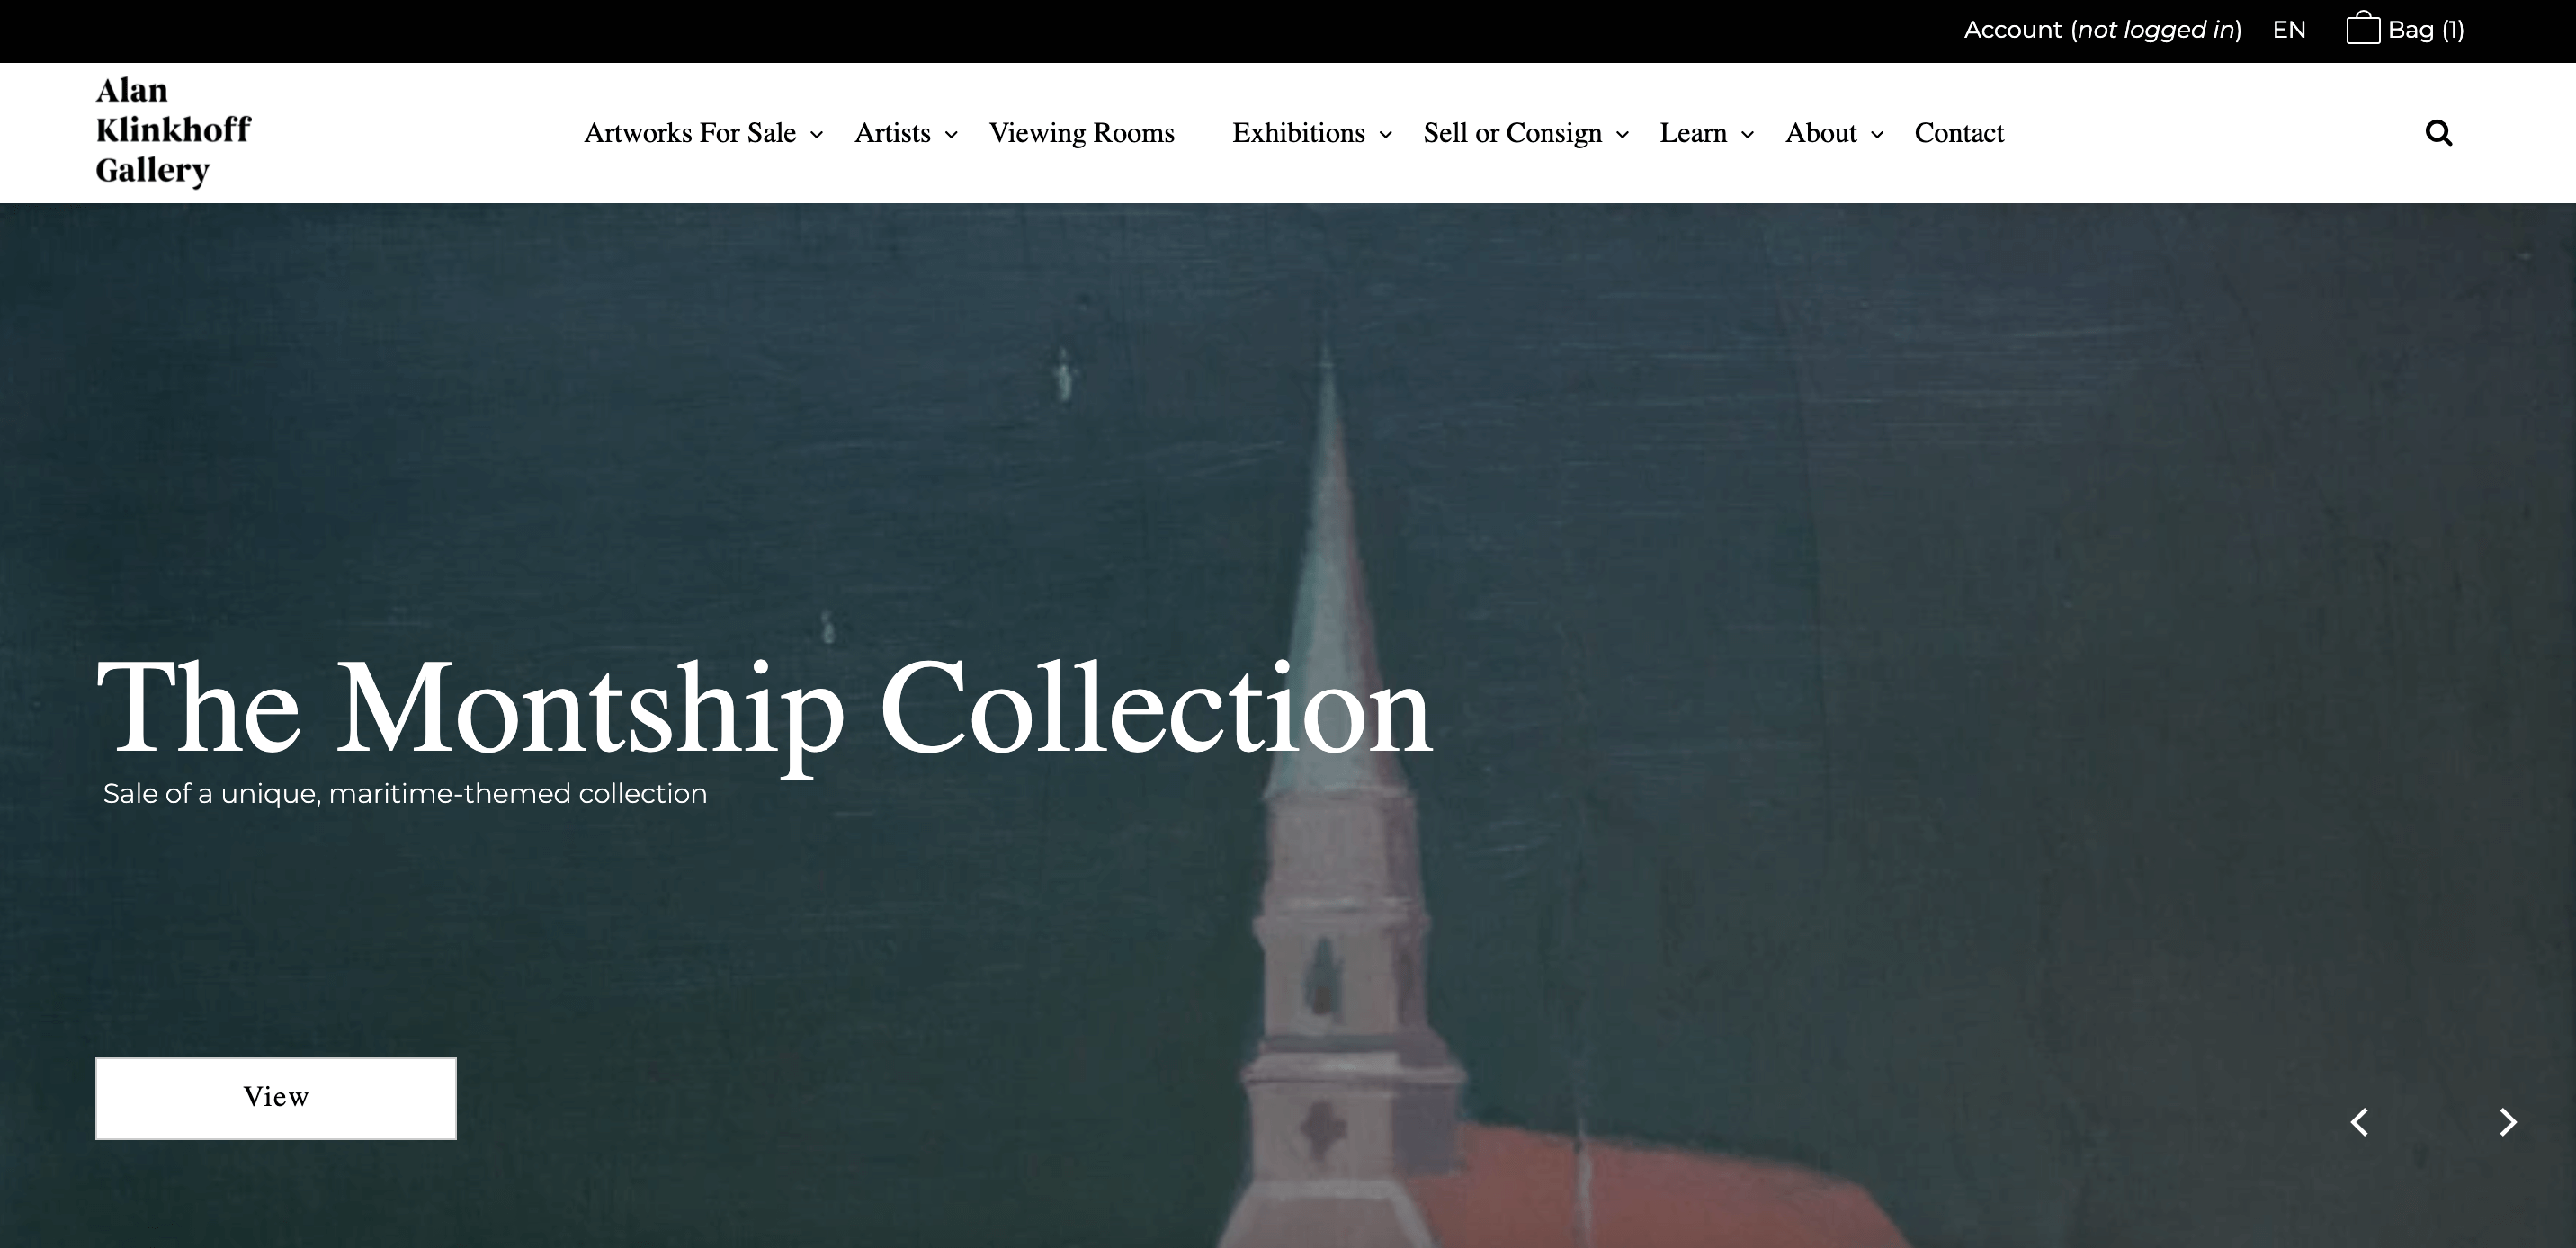 Account (not logged in) EN Bag (1)
Alan
Klinkhoff
Gallery
Artworks For Sale Artists Viewing Rooms Exhibitions Sell or Consign Learn About Contact
The Montship Collection
Sale of a unique, maritime-themed collection
View